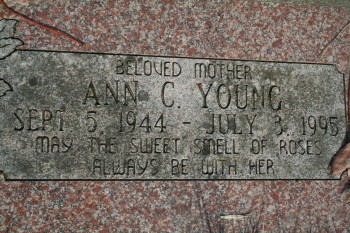 BELOVED MOTHER
ANN C. YOUNG
SEPT 5, 1944 - JULY 3, 1995
MAY THE SWEET SMELL OF ROSES
ALWAYS BE WITH HER